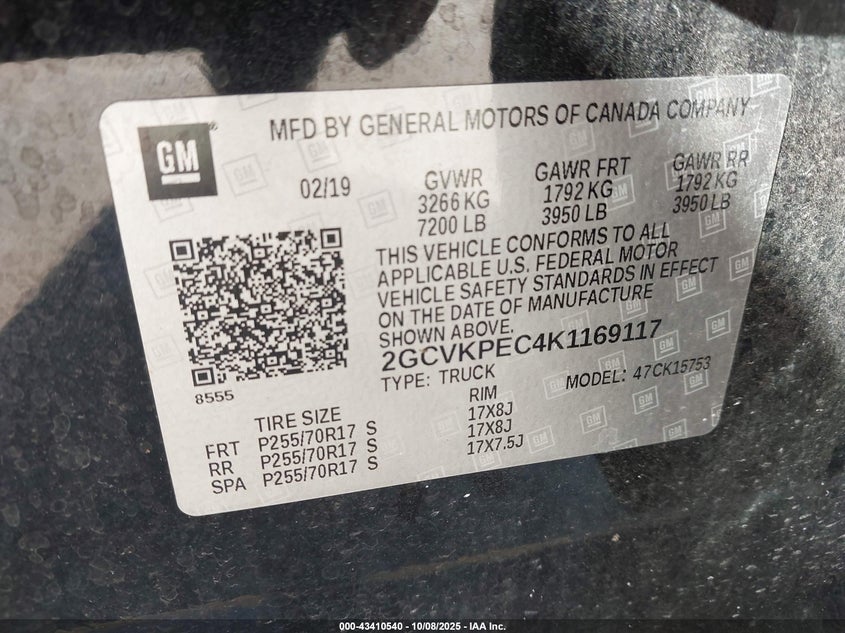 MFD BY GENERAL MOTORS OF CANADA COMPANY
GM
02/19
GVWR GAWR FRT GAWR RR
3266 KG 1792 KG 1792 KG
7200 LB 3950 LB 3950 LB
THIS VEHICLE CONFORMS TO ALL
APPLICABLE U.S. FEDERAL MOTOR
VEHICLE SAFETY STANDARDS IN EFFECT
ON THE DATE OF MANUFACTURE
SHOWN ABOVE.
2GCVKPEC4K1169117
8555
TYPE: TRUCK MODEL: 47CK15753
TIRE SIZE RIM
FRT P255/70R17 S 17X8J
RR P255/70R17 S 17X8J
SPA P255/70R17 S 17X7.5J
000-43410540 - 10/08/2025 - IAA Inc.